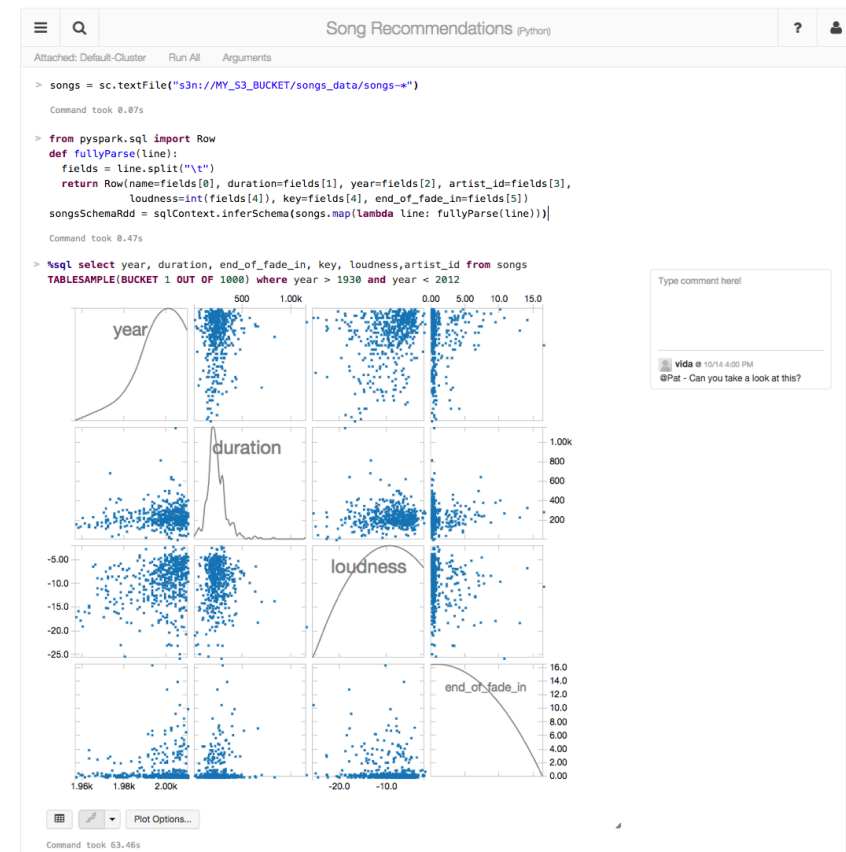 Song Recommendations (Python)
?
Attached: Default-Cluster Run All Arguments
> songs = sc.textFile("s3n://MY_S3_BUCKET/songs_data/songs-*")
Command took 0.07s
> from pyspark.sql import Row
def fullyParse(line):
fields = line.split("\t")
return Row(name=fields[0], duration=fields[1], year=fields[2], artist_id=fields[3],
loudness=int(fields[4]), key=fields[4], end_of_fade_in=fields[5])
songsSchemaRdd = sqlContext.inferSchema(songs.map(lambda line: fullyParse(line)))
Command took 0.47s
> %sql select year, duration, end_of_fade_in, key, loudness,artist_id from songs
TABLESAMPLE(BUCKET 1 OUT OF 1000) where year > 1930 and year < 2012
Type comment here!
vida @ 10/14 4:00 PM
@Pat - Can you take a look at this?
500 1.00k 0.00 5.00 10.0 15.0
year
duration
1.00k
800
600
400
200
loudness
-5.00
-10.0
-15.0
-20.0
-25.0
end_of_fade_in
16.0
14.0
12.0
10.0
8.00
6.00
4.00
2.00
0.00
1.96k 1.98k 2.00k -20.0 -10.0
Plot Options...
Command took 63.46s